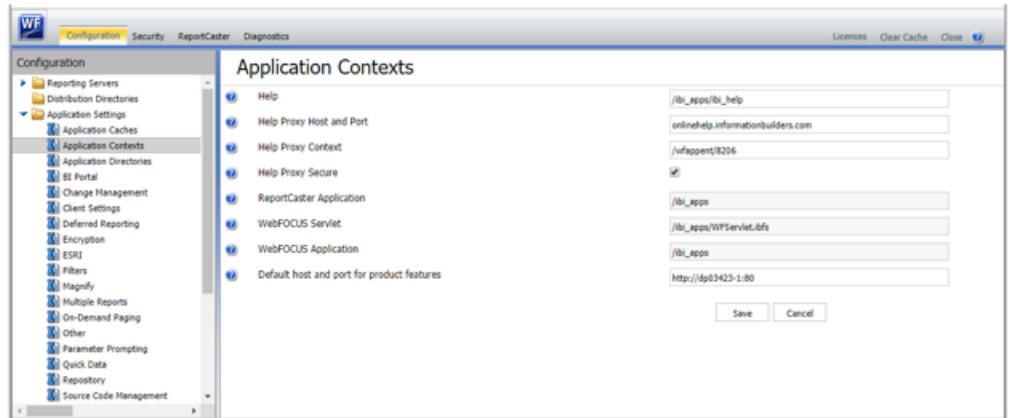 WF
Configuration Security ReportCaster Diagnostics Licenses Clear Cache Close
Configuration
Reporting Servers
Distribution Directories
Application Settings
Application Caches
Application Contexts
Application Directories
BI Portal
Change Management
Client Settings
Deferred Reporting
Encryption
ESRI
Filters
Magnify
Multiple Reports
On-Demand Paging
Other
Parameter Prompting
Quick Data
Repository
Source Code Management
Application Contexts
Help /ibi_apps/ibi_help
Help Proxy Host and Port onlinehelp.informationbuilders.com
Help Proxy Context /wfappent/8206
Help Proxy Secure
ReportCaster Application /ibi_apps
WebFOCUS Servlet /ibi_apps/WFServlet.ibfs
WebFOCUS Application /ibi_apps
Default host and port for product features http://dp03423-1:80
Save Cancel